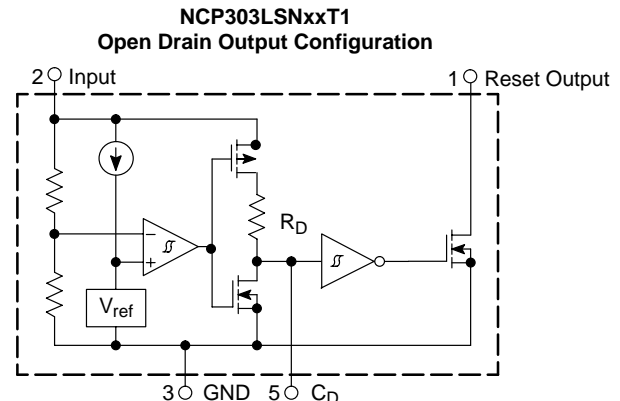 NCP303LSNxxT1
Open Drain Output Configuration
2 Input
1 Reset Output
R_D
−
+
V_ref
3 GND 5 C_D